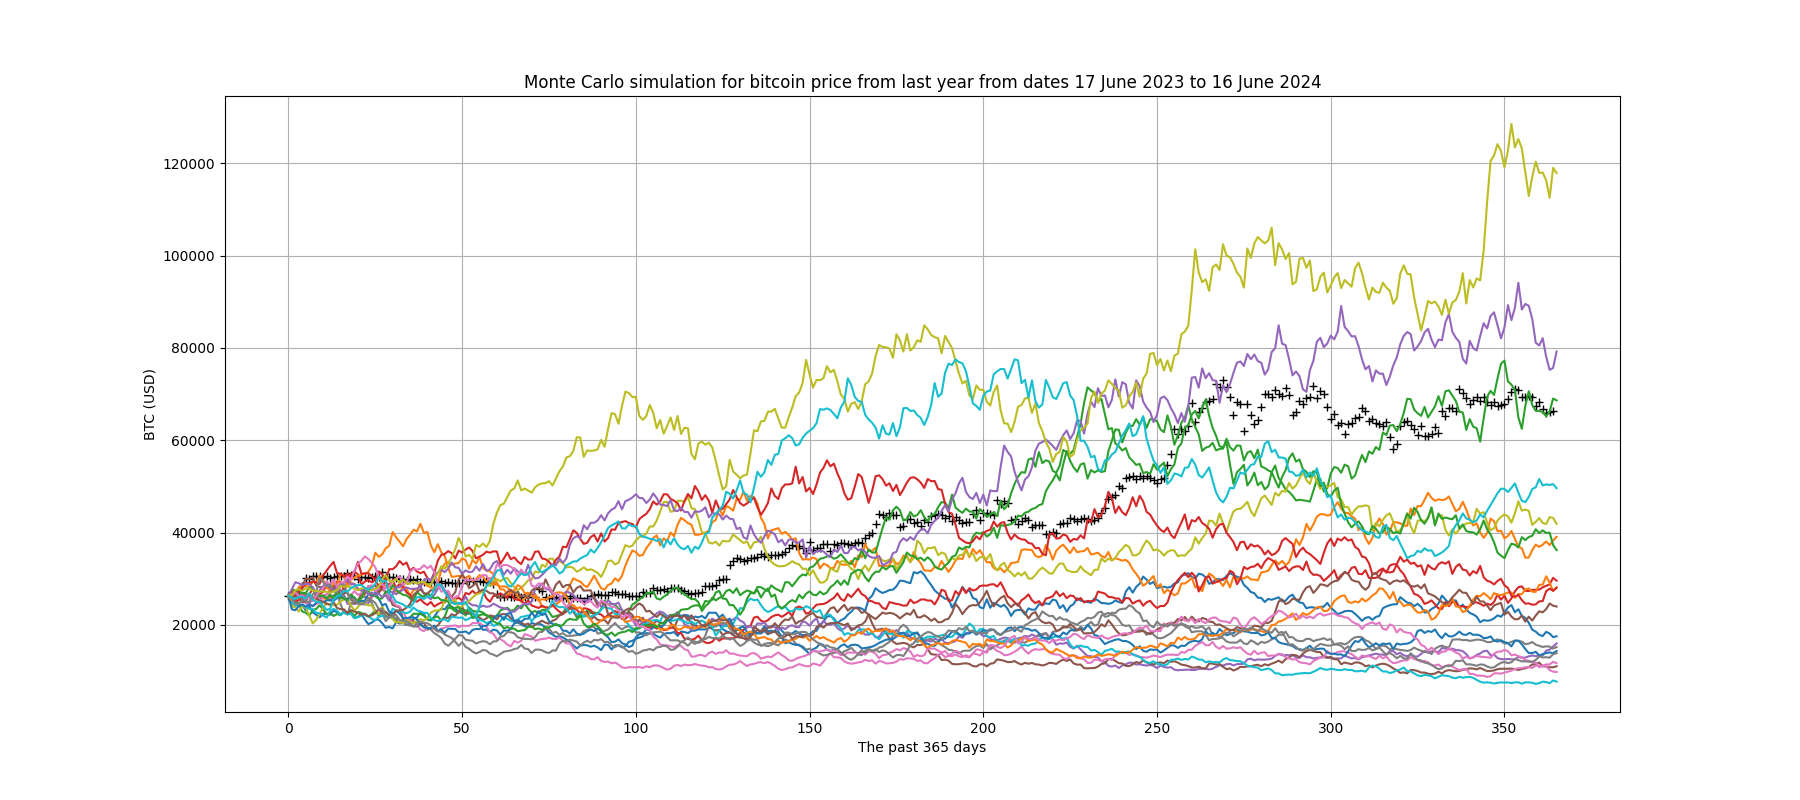 Monte Carlo simulation for bitcoin price from last year from dates 17 June 2023 to 16 June 2024
120000
100000
80000
60000
40000
20000
BTC (USD)
0 50 100 150 200 250 300 350
The past 365 days